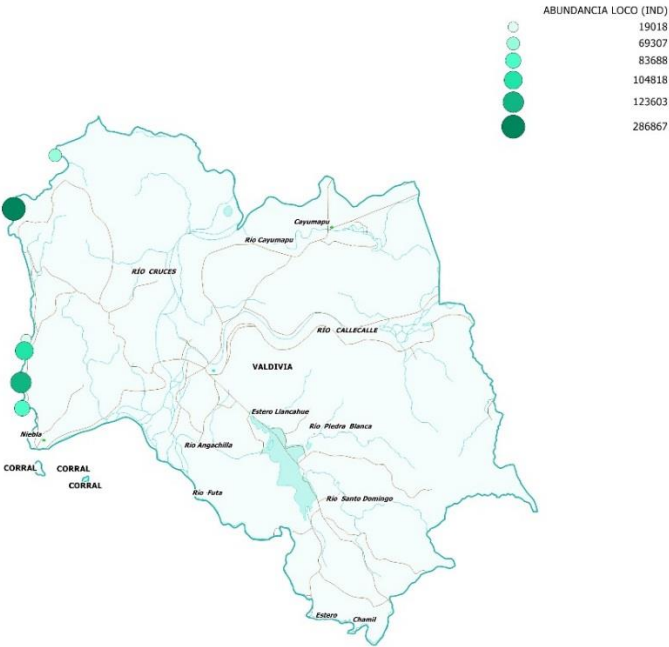 ABUNDANCIA LOCO (IND)
19018
69307
83688
104818
123603
286867
Cayumapu
Río Cayumapu
RÍO CRUCES
RÍO CALLECALLE
VALDIVIA
Estero Llancahue
Río Piedra Blanca
Niebla
Río Angachilla
CORRAL
CORRAL
CORRAL
Río Futa
Río Santo Domingo
Estero Chamil